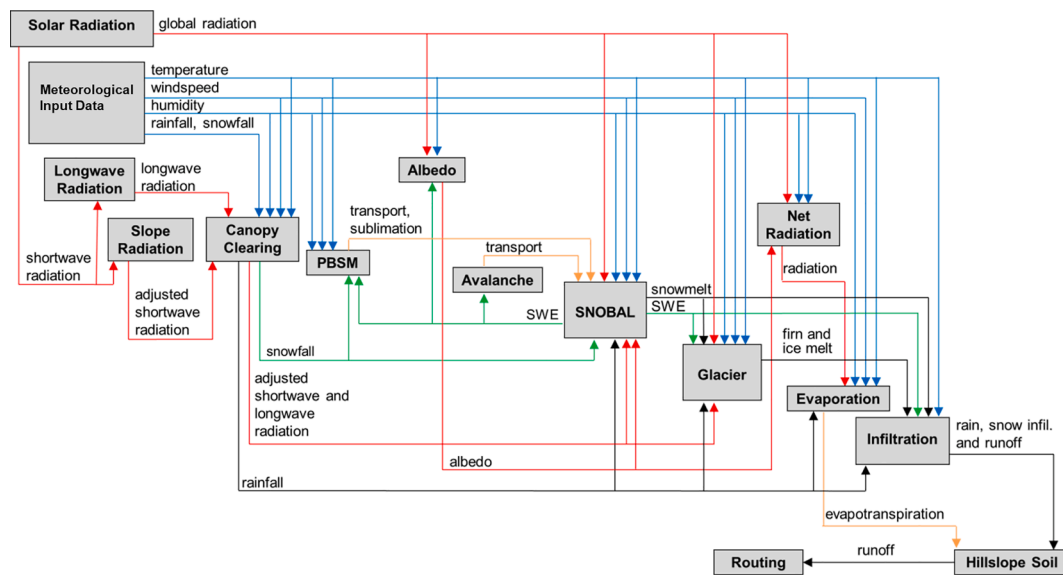 Solar Radiation
global radiation
Meteorological
Input Data
temperature
windspeed
humidity
rainfall, snowfall
Longwave
Radiation
longwave
radiation
Albedo
Slope
Radiation
Canopy
Clearing
transport,
sublimation
Net
Radiation
PBSM
transport
Avalanche
shortwave
radiation
radiation
adjusted
shortwave
radiation
SWE
SNOBAL
snowmelt
SWE
firn and
ice melt
snowfall
Glacier
adjusted
shortwave and
longwave
radiation
Evaporation
Infiltration
rain, snow infil.
and runoff
albedo
rainfall
evapotranspiration
Routing
runoff
Hillslope Soil